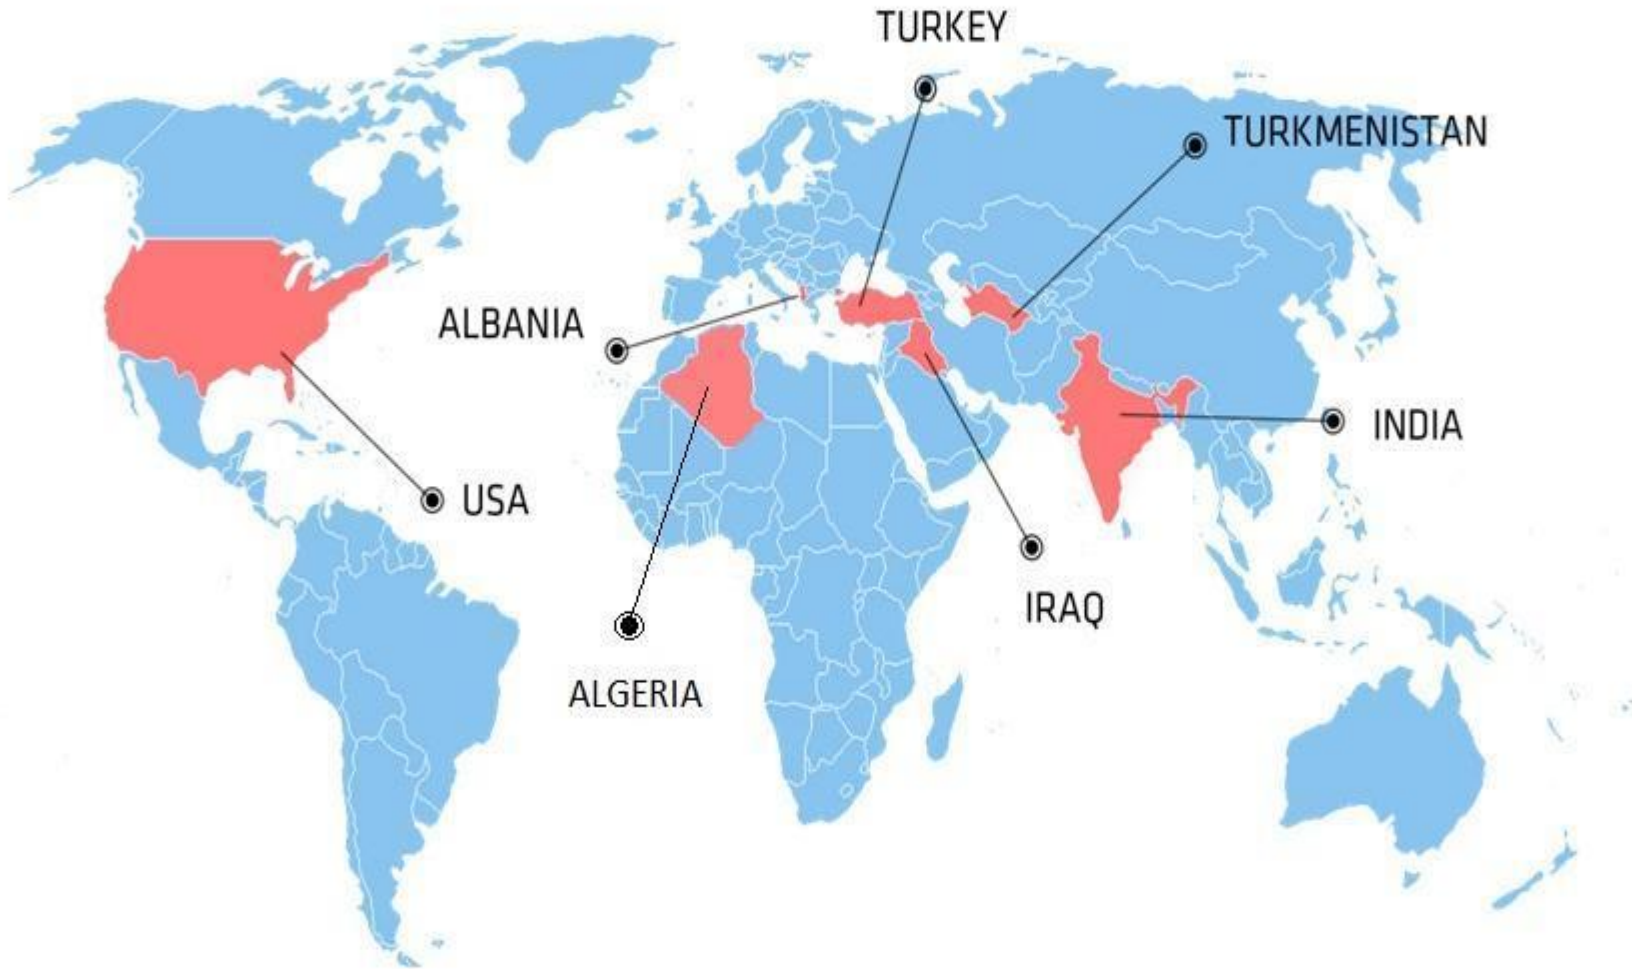 TURKEY
TURKMENISTAN
ALBANIA
INDIA
USA
IRAQ
ALGERIA